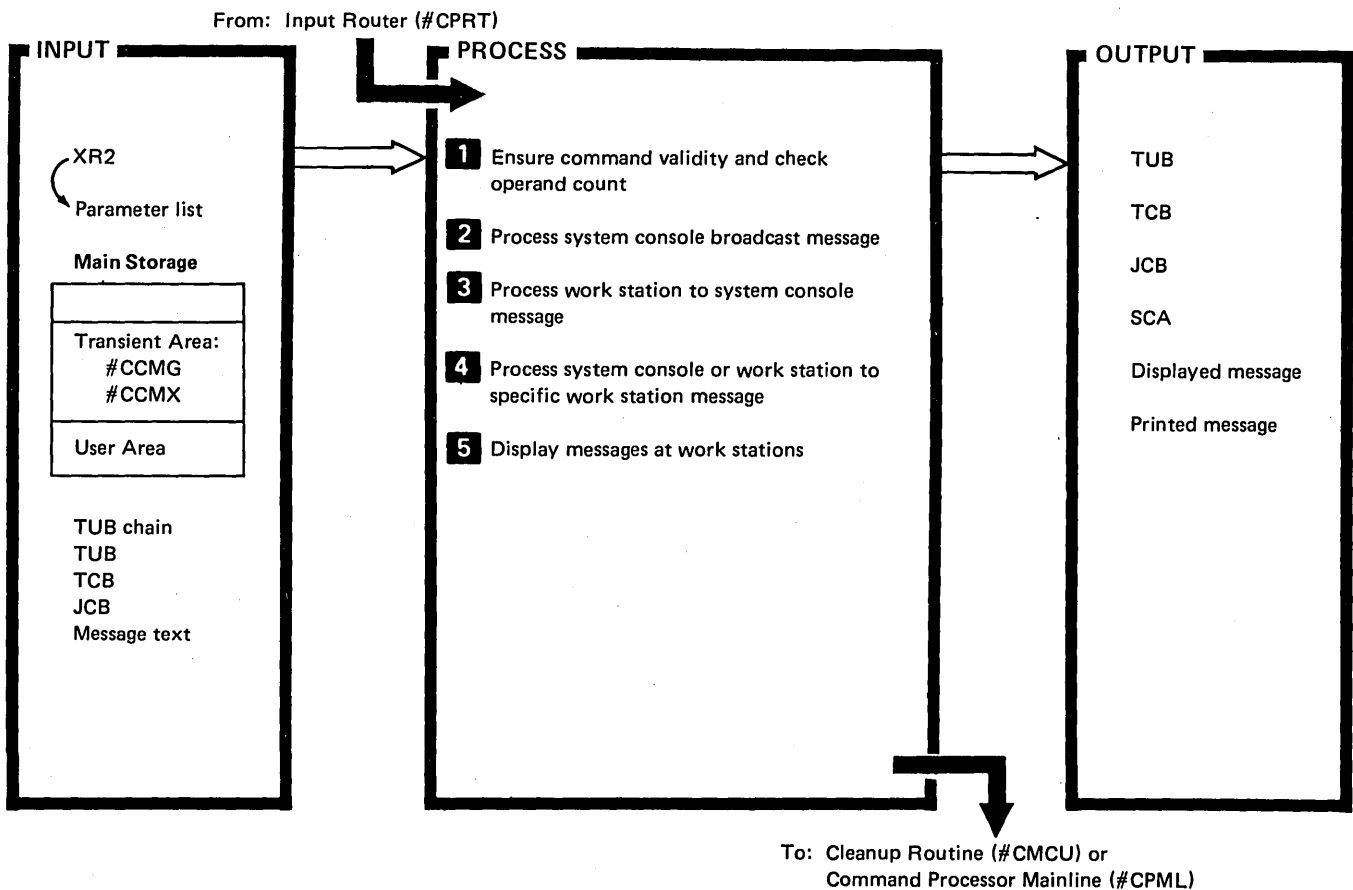 From: Input Router (#CPRT)
INPUT
XR2
Parameter list
Main Storage
Transient Area:
#CCMG
#CCMX
User Area
TUB chain
TUB
TCB
JCB
Message text
PROCESS
1 Ensure command validity and check
operand count
2 Process system console broadcast message
3 Process work station to system console
message
4 Process system console or work station to
specific work station message
5 Display messages at work stations
OUTPUT
TUB
TCB
JCB
SCA
Displayed message
Printed message
To: Cleanup Routine (#CMCU) or
Command Processor Mainline (#CPML)